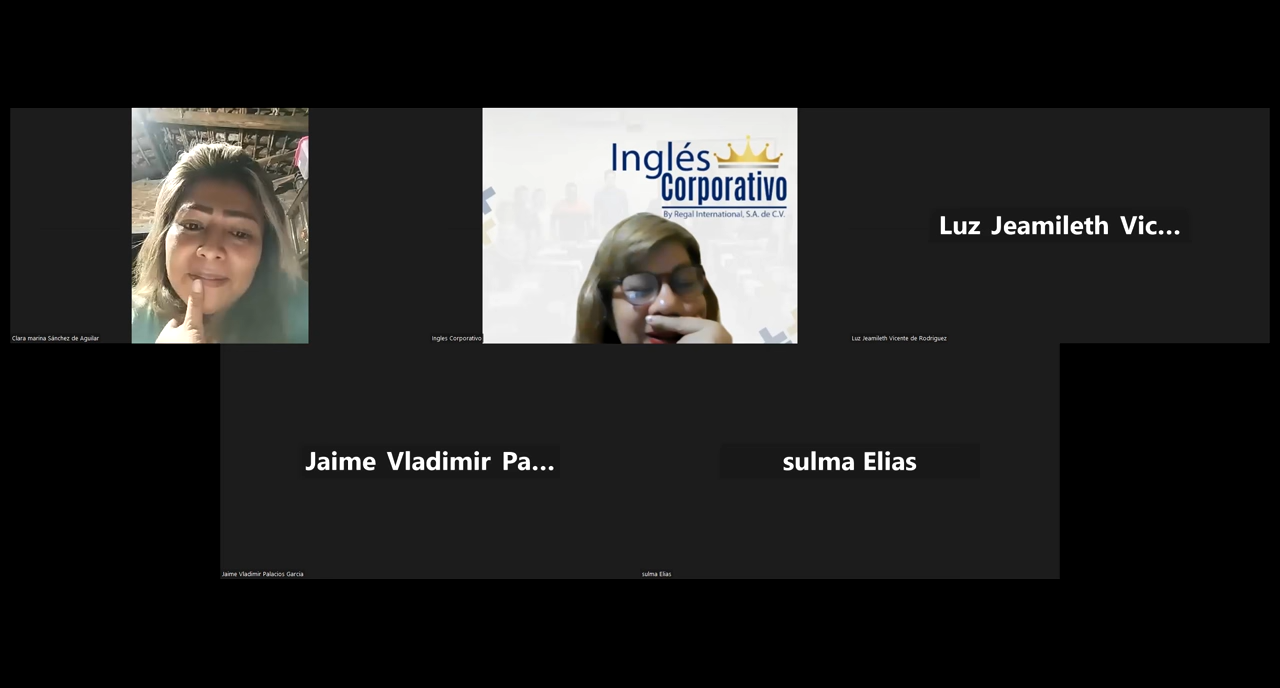 Inglés
Corporativo
By Regal International, S.A. de C.V.
Luz Jeamileth Vic...
Clara marina Sánchez de Aguilar
Ingles Corporativo
Luz Jeamileth Vicente de Rodríguez
Jaime Vladimir Pa...
sulma Elias
Jaime Vladimir Palacios Garcia
sulma Elias